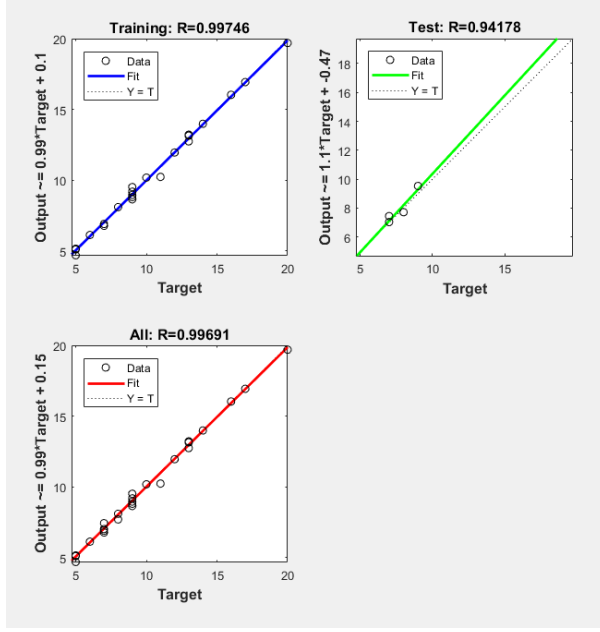 Training: R=0.99746
Output ~= 0.99*Target + 0.1
20
15
10
5
Data
Fit
Y = T
5 10 15 20
Target
Test: R=0.94178
Output ~= 1.1*Target + -0.47
18
16
14
12
10
8
6
Data
Fit
Y = T
5 10 15
Target
All: R=0.99691
Output ~= 0.99*Target + 0.15
20
15
10
5
Data
Fit
Y = T
5 10 15 20
Target